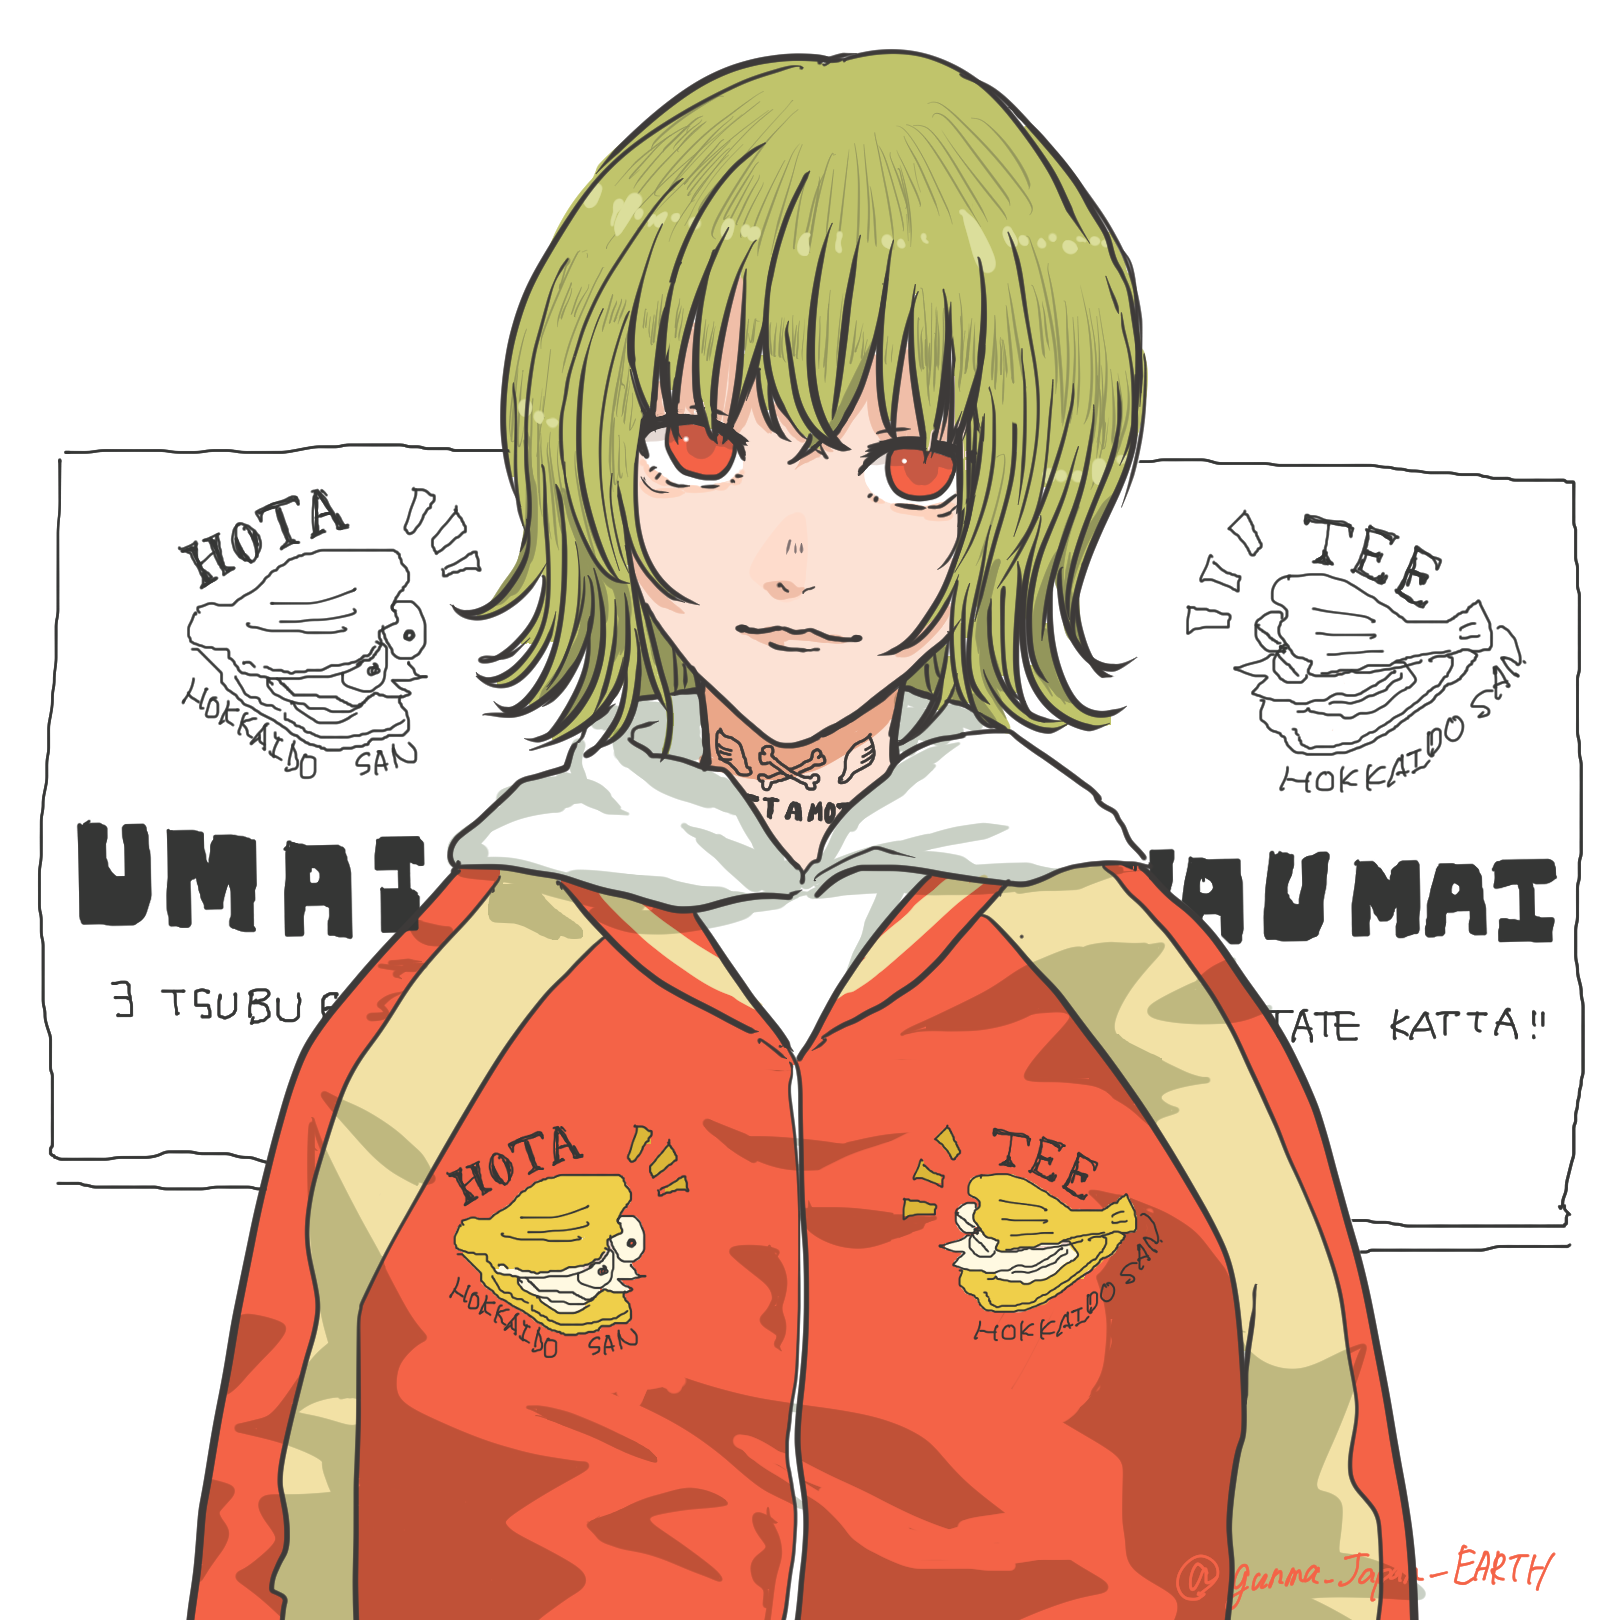 HOTA
HOKKAIDO SAN
UMAI
3 TSUBU
TEE
HOKKAIDO SAN
UMAI
TATE KATTA!!
TAMO
HOTA
HOKKAIDO SAN
TEE
HOKKAIDO SAN
@gunma_Japan_EARTH